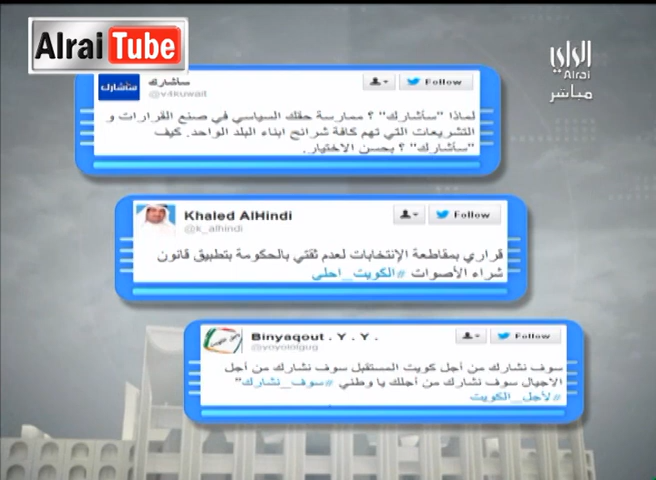 Alrai Tube
الراي
Alrai
مباشر
سأشارك
@v4kuwait
Follow
سأشارك
لماذا "سأشارك" ؟ ممارسة حقك السياسي في صنع القرارات و
التشريعات التي تهم كافة شرائح ابناء البلد الواحد. كيف
"سأشارك" ؟ بحسن الاختيار.
Khaled AlHindi
@k_alhindi
Follow
قراري بمقاطعة الإنتخابات لعدم ثقتي بالحكومة بتطبيق قانون
شراء الأصوات #الكويت_احلى
Binyaqout . Y . Y .
Follow
سوف نشارك من أجل كويت المستقبل سوف نشارك من أجل
الاجيال سوف نشارك من أجلك يا وطني #سوف_نشارك"
#لأجل_الكويت